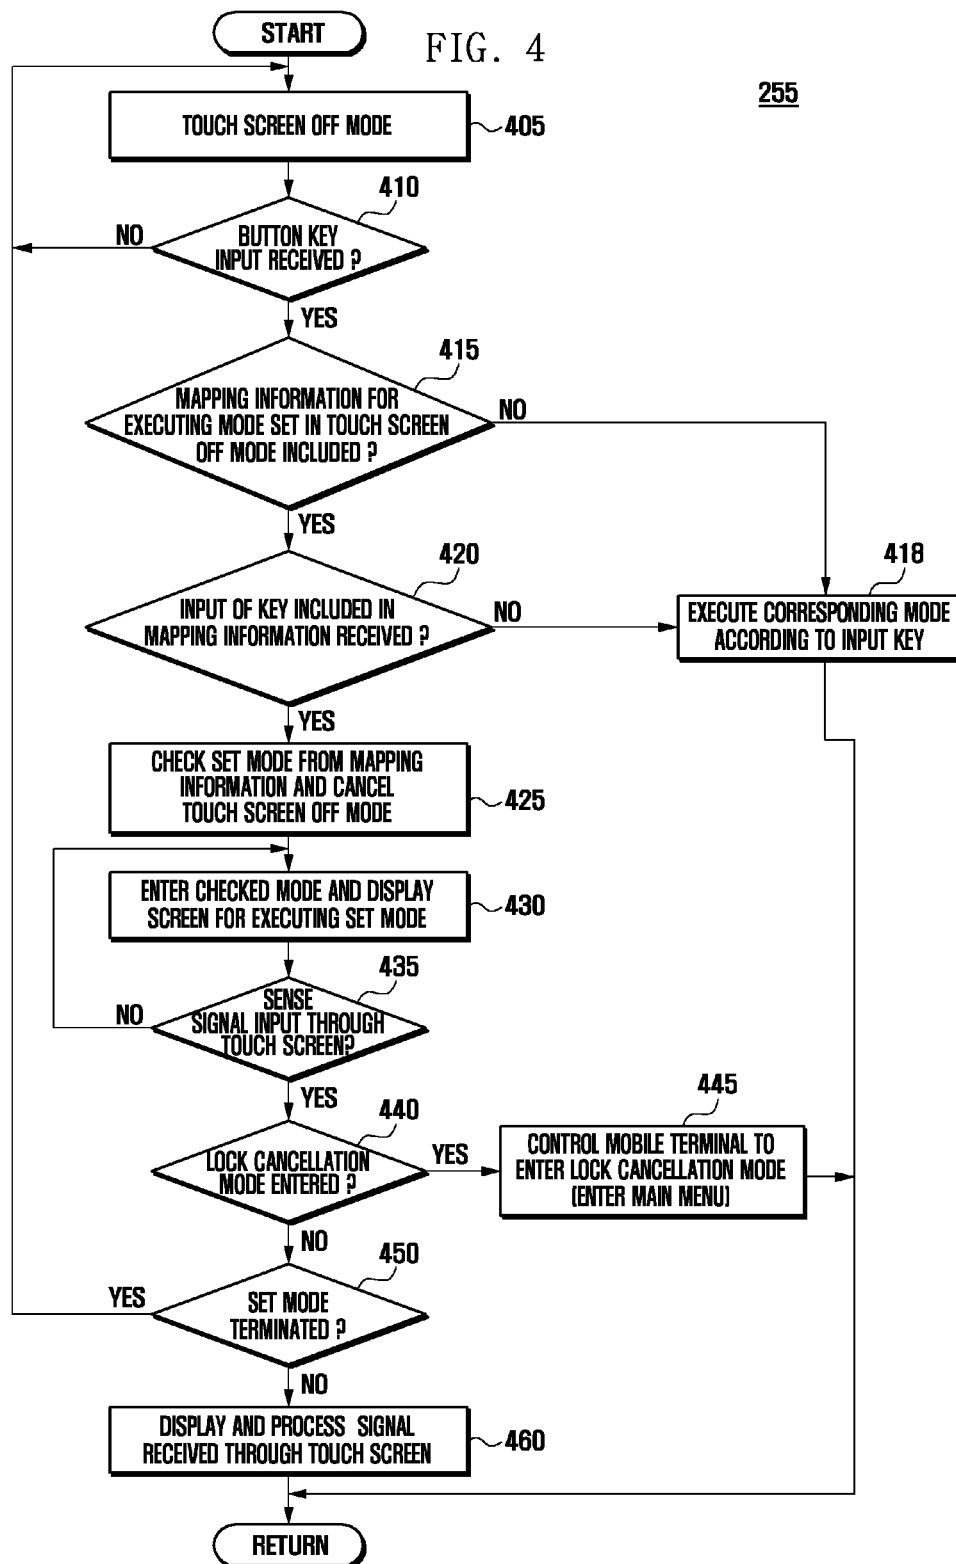 START
FIG. 4
255
TOUCH SCREEN OFF MODE
405
410
NO
BUTTON KEY
INPUT RECEIVED ?
YES
415
MAPPING INFORMATION FOR
EXECUTING MODE SET IN TOUCH SCREEN
OFF MODE INCLUDED ?
NO
YES
420
418
INPUT OF KEY INCLUDED IN
MAPPING INFORMATION RECEIVED ?
NO
EXECUTE CORRESPONDING MODE
ACCORDING TO INPUT KEY
YES
CHECK SET MODE FROM MAPPING
INFORMATION AND CANCEL
TOUCH SCREEN OFF MODE
425
ENTER CHECKED MODE AND DISPLAY
SCREEN FOR EXECUTING SET MODE
430
435
NO
SENSE
SIGNAL INPUT THROUGH
TOUCH SCREEN?
YES
440
445
LOCK CANCELLATION
MODE ENTERED ?
YES
CONTROL MOBILE TERMINAL TO
ENTER LOCK CANCELLATION MODE
(ENTER MAIN MENU)
NO
450
YES
SET MODE
TERMINATED ?
NO
DISPLAY AND PROCESS SIGNAL
RECEIVED THROUGH TOUCH SCREEN
460
RETURN